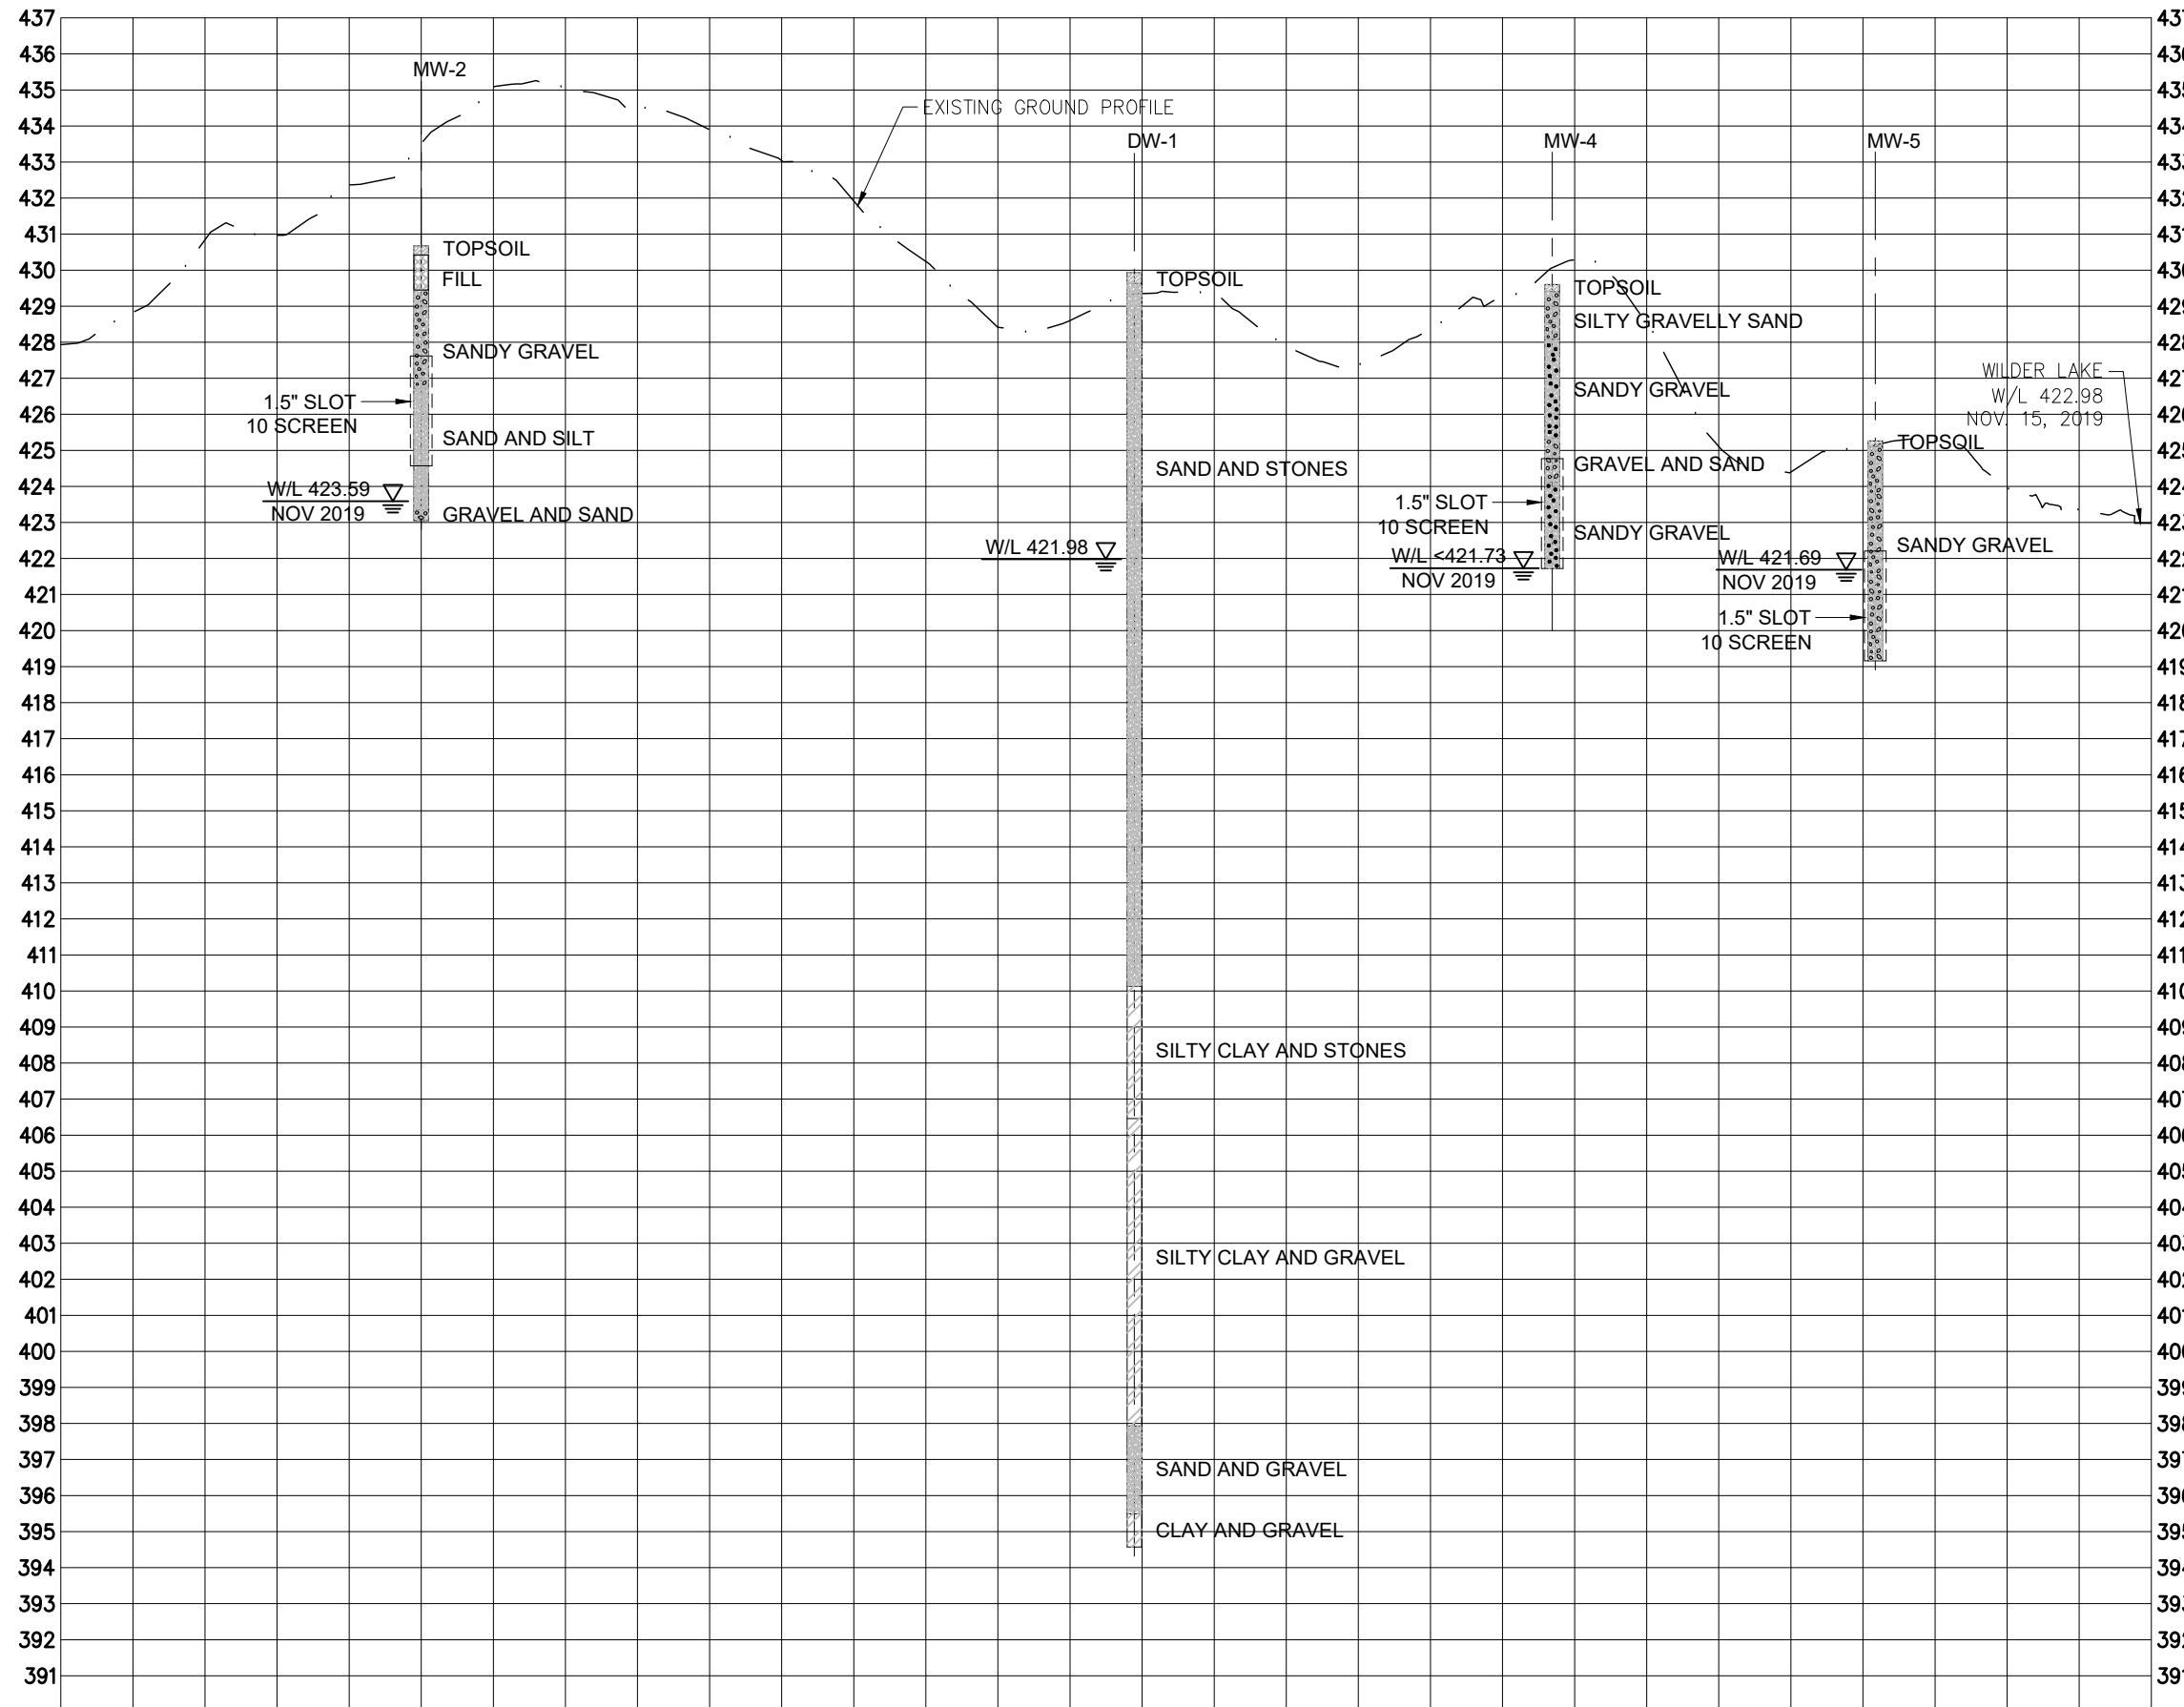 437
436
435
434
433
432
431
430
429
428
427
426
425
424
423
422
421
420
419
418
417
416
415
414
413
412
411
410
409
408
407
406
405
404
403
402
401
400
399
398
397
396
395
394
393
392
391
MW-2
TOPSOIL
FILL
SANDY GRAVEL
1.5" SLOT
10 SCREEN
SAND AND SILT
W/L 423.59
NOV 2019
GRAVEL AND SAND
EXISTING GROUND PROFILE
DW-1
TOPSOIL
SAND AND STONES
W/L 421.98
SILTY CLAY AND STONES
SILTY CLAY AND GRAVEL
SAND AND GRAVEL
CLAY AND GRAVEL
MW-4
TOPSOIL
SILTY GRAVELLY SAND
SANDY GRAVEL
GRAVEL AND SAND
1.5" SLOT
10 SCREEN
SANDY GRAVEL
W/L <421.73
NOV 2019
MW-5
TOPSOIL
SANDY GRAVEL
W/L 421.69
NOV 2019
1.5" SLOT
10 SCREEN
WILDER LAKE
W/L 422.98
NOV. 15, 2019